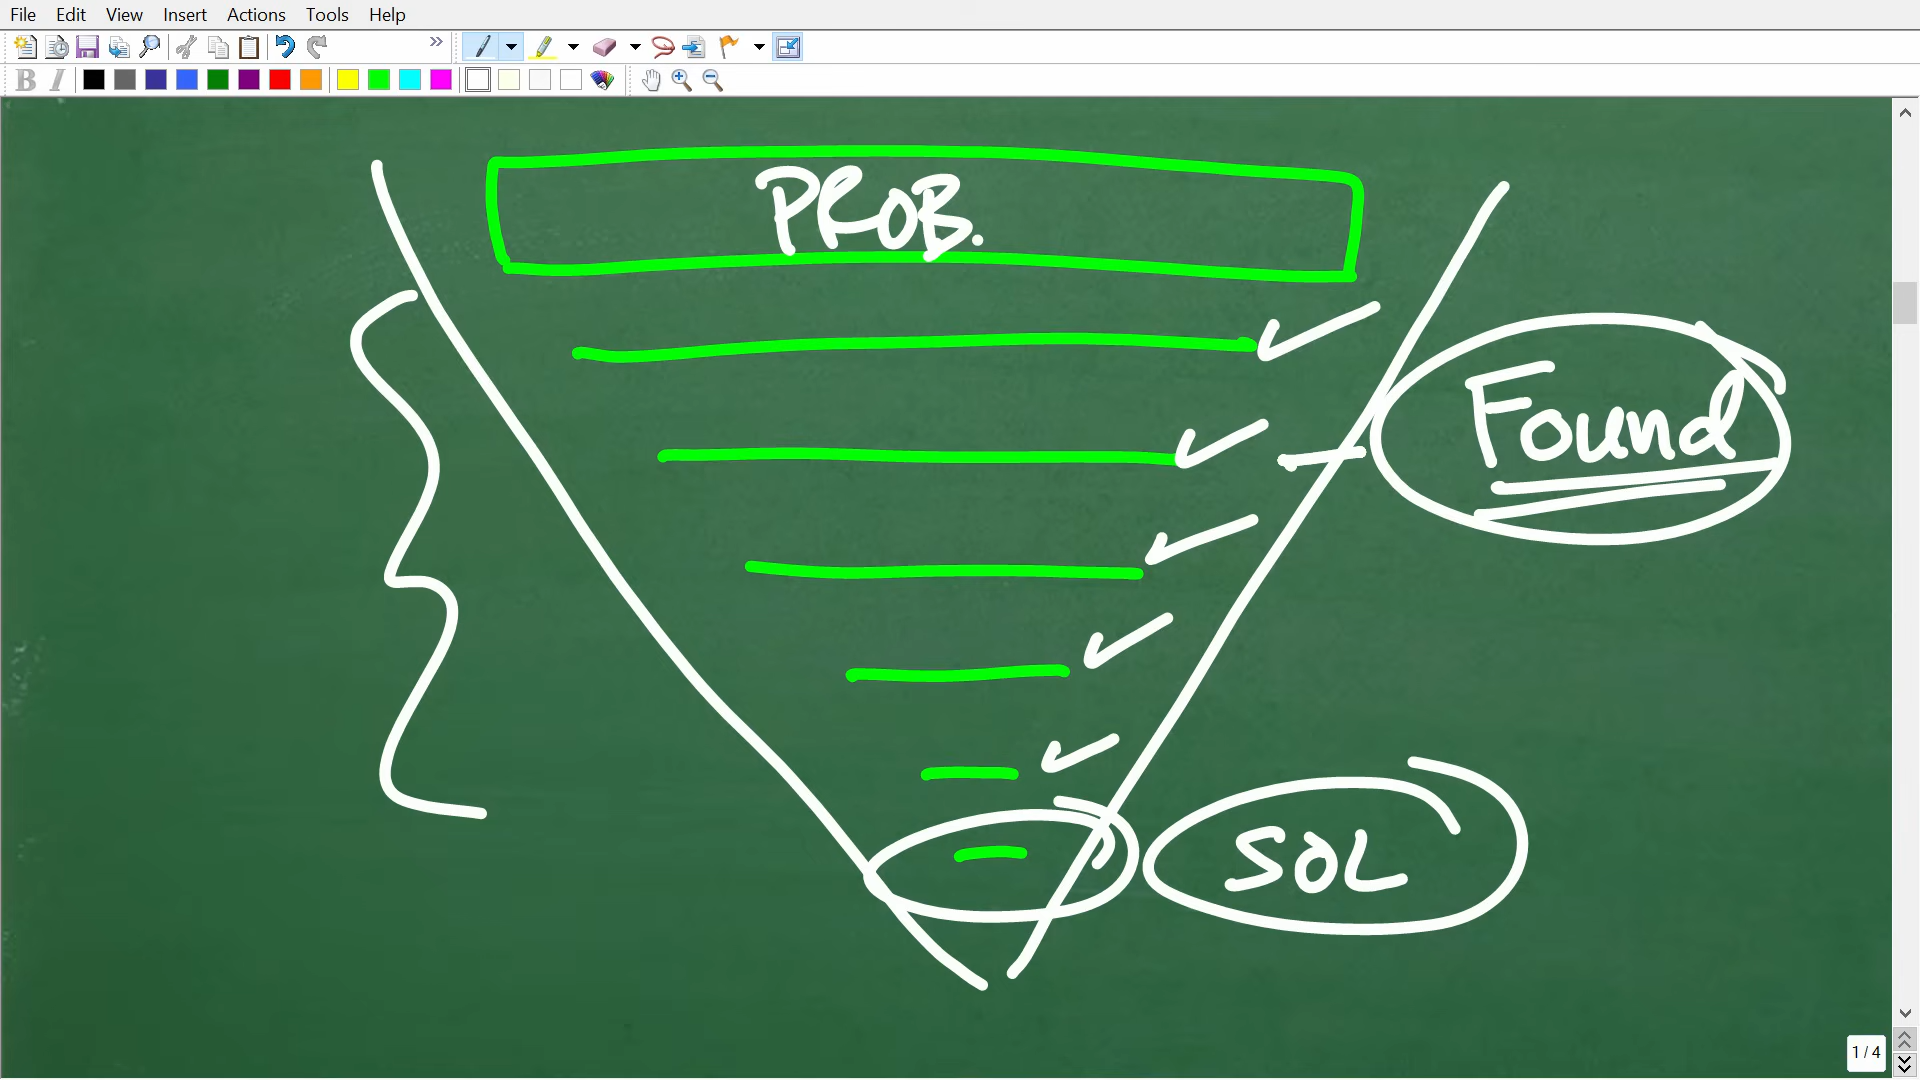 File Edit View Insert Actions Tools Help
B I
PROB.
Found
SOL
1 / 4